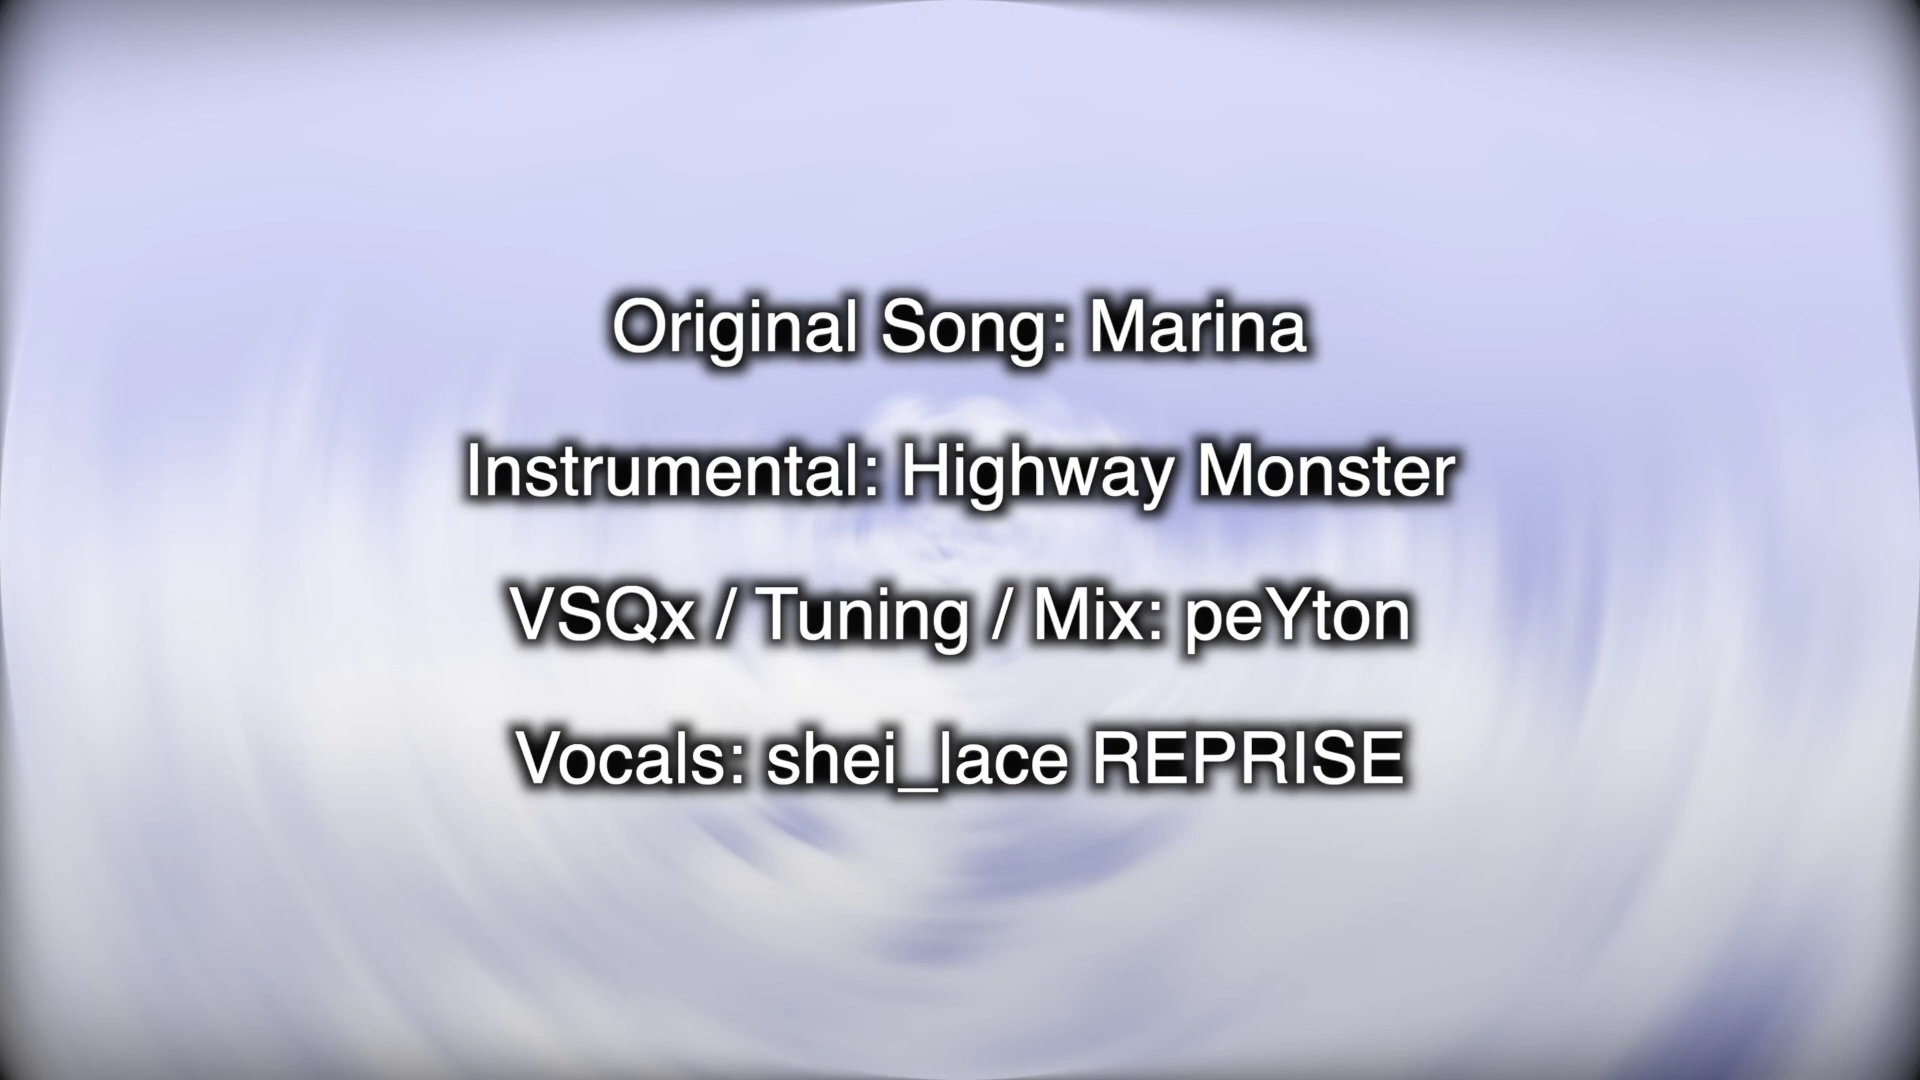 Original Song: Marina
Instrumental: Highway Monster
VSQx / Tuning / Mix: peYton
Vocals: shei_lace REPRISE